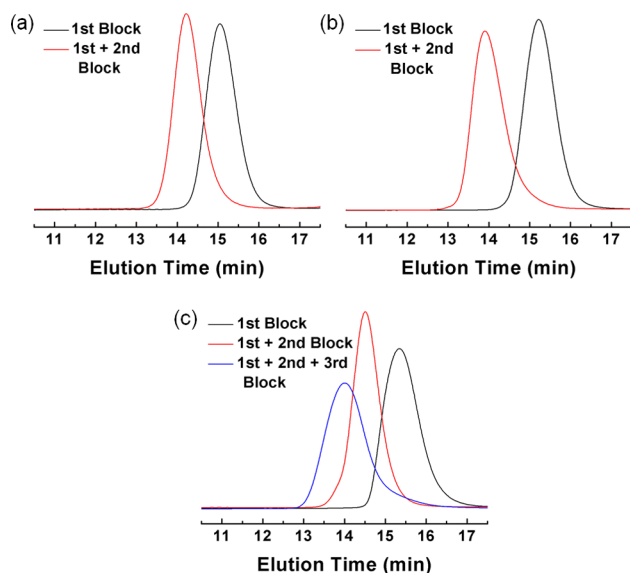 (a)
1st Block
1st + 2nd
Block
11 12 13 14 15 16 17
Elution Time (min)
(b)
1st Block
1st + 2nd
Block
11 12 13 14 15 16 17
Elution Time (min)
(c)
1st Block
1st + 2nd Block
1st + 2nd + 3rd
Block
11 12 13 14 15 16 17
Elution Time (min)